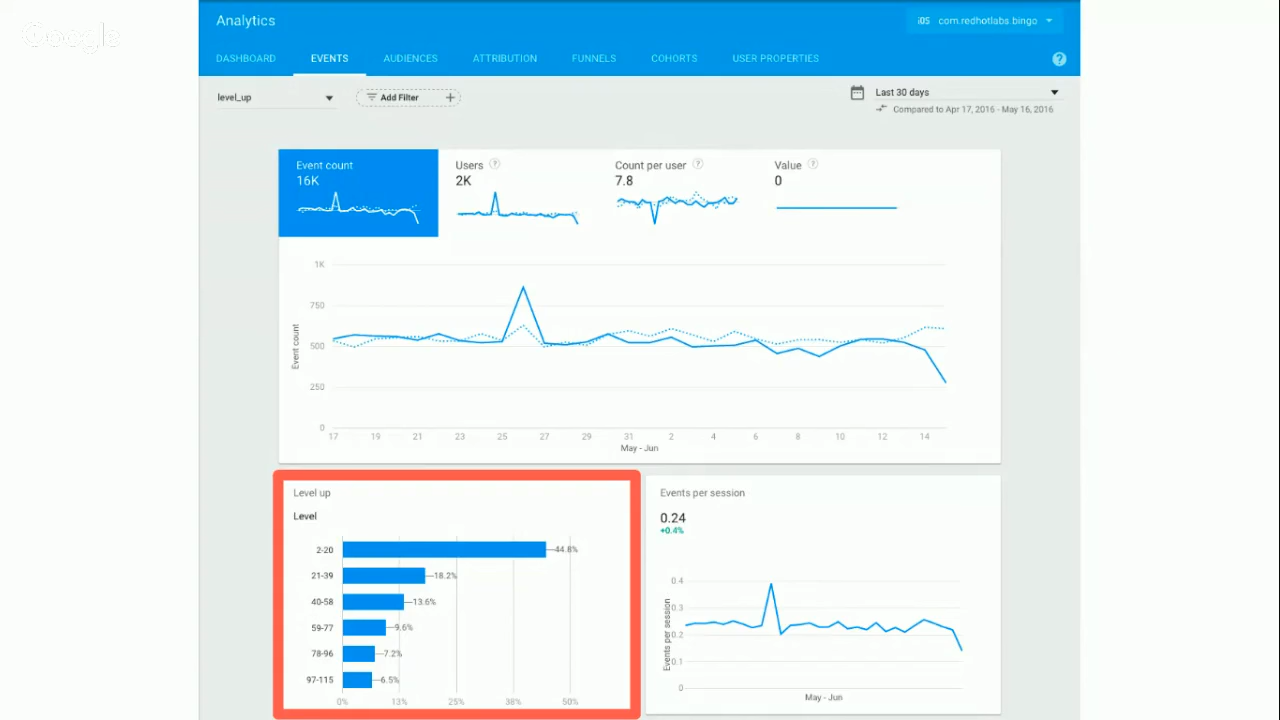 Google
Analytics
iOS com.redhotlabs.bingo
DASHBOARD EVENTS AUDIENCES ATTRIBUTION FUNNELS COHORTS USER PROPERTIES ?
level_up Add Filter +
Last 30 days
Compared to Apr 17, 2016 - May 16, 2016
Event count Users ? Count per user ? Value ?
16K 2K 7.8 0
1K
750
500
250
0
Event count
17 19 21 23 25 27 29 31 2 4 6 8 10 12 14
May - Jun
Level up
Level
2-20 44.8%
21-39 18.2%
40-58 13.6%
59-77 9.6%
78-96 7.2%
97-115 6.5%
0% 13% 25% 38% 50%
Events per session
0.24
+0.4%
0.4
0.3
0.2
0.1
0
Events per session
May - Jun